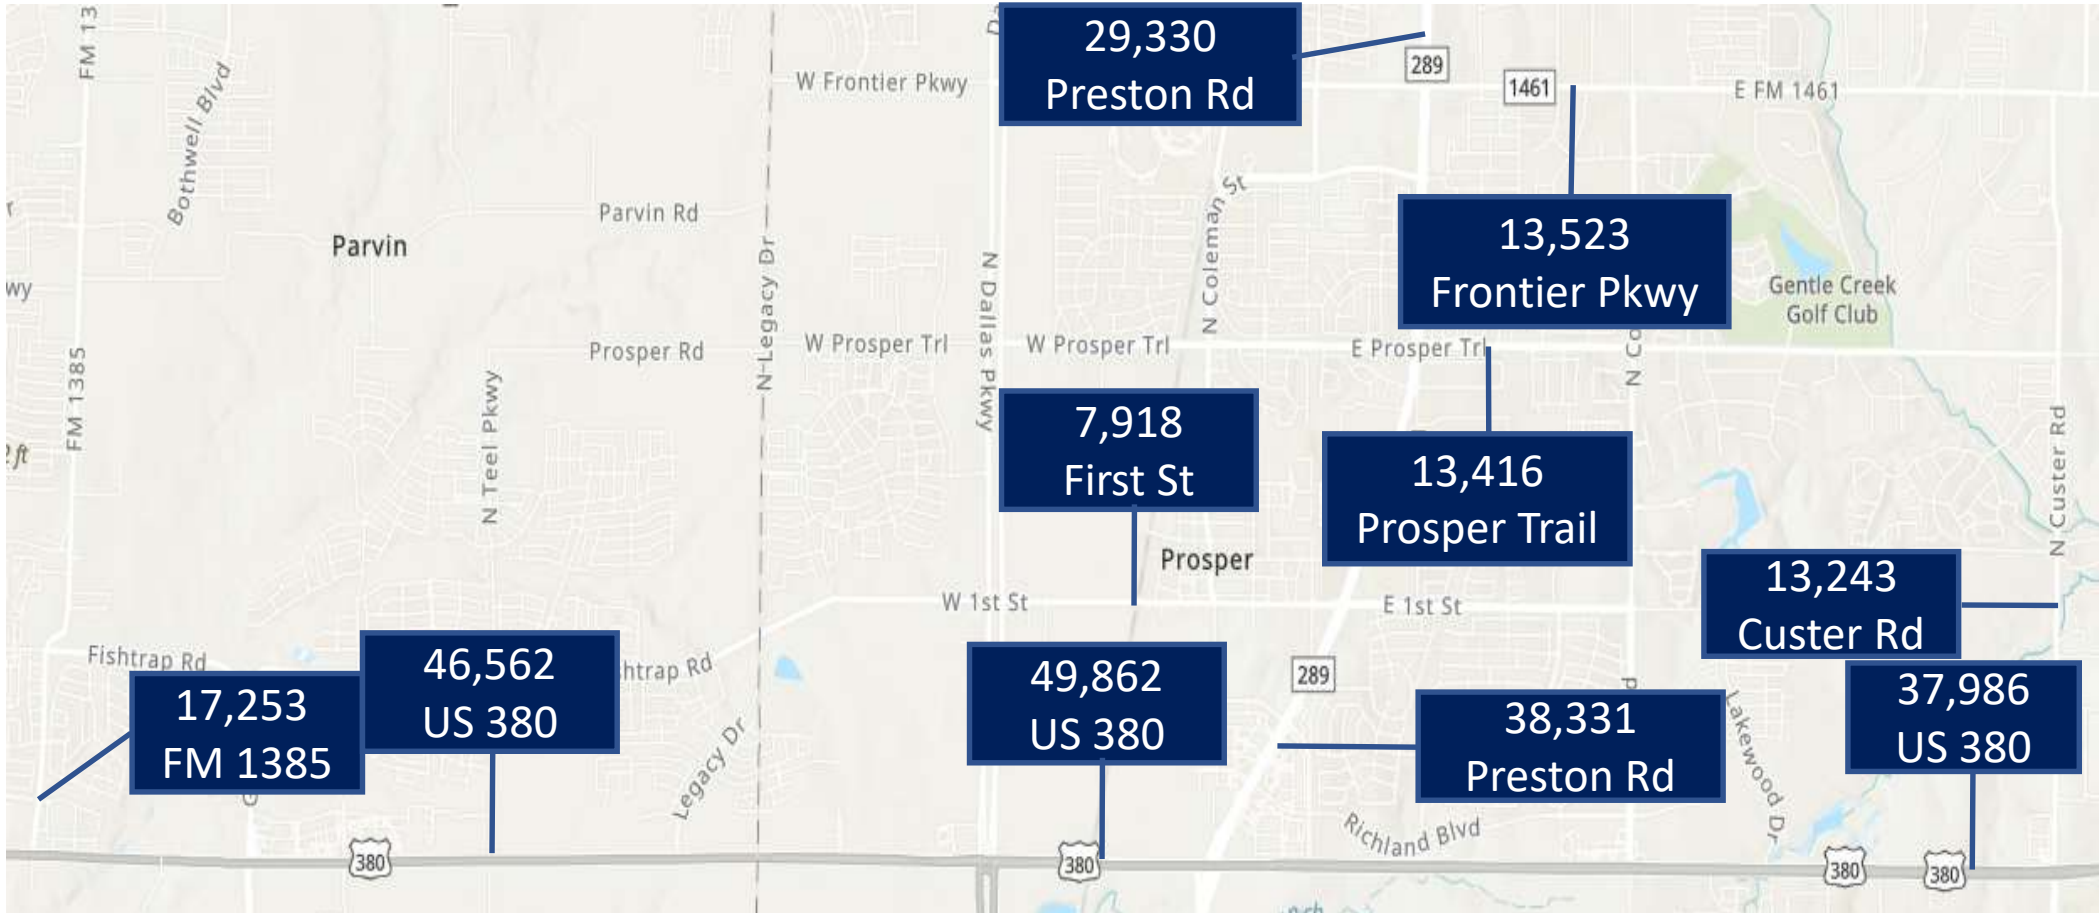 FM 13
Bothwell Blvd
W Frontier Pkwy
29,330
Preston Rd
289
1461
E FM 1461
Parvin Rd
Parvin
N Legacy Dr
N Dallas Pkwy
N Coleman St
13,523
Frontier Pkwy
Gentle Creek
Golf Club
wy
FM 1385
Prosper Rd
W Prosper Trl
W Prosper Trl
E Prosper Trl
N Co
N Teel Pkwy
2 ft
7,918
First St
13,416
Prosper Trail
N Custer Rd
Prosper
W 1st St
E 1st St
13,243
Custer Rd
Fishtrap Rd
htrap Rd
17,253
FM 1385
46,562
US 380
Legacy Dr
49,862
US 380
289
38,331
Preston Rd
Lakewood Dr
37,986
US 380
Richland Blvd
380
380
380
380